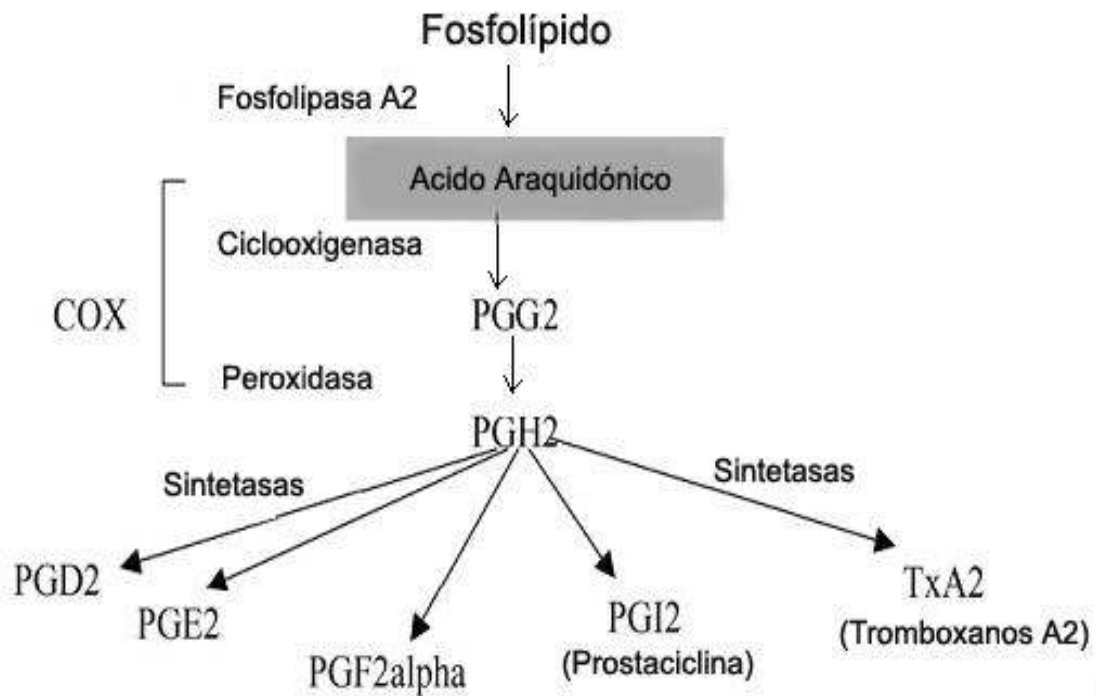 Fosfolípido
Fosfolipasa A2
Acido Araquidónico
Ciclooxigenasa
PGG2
COX
Peroxidasa
PGH2
Sintetasas
Sintetasas
PGD2
PGE2
PGF2alpha
PGI2
(Prostaciclina)
TxA2
(Tromboxanos A2)